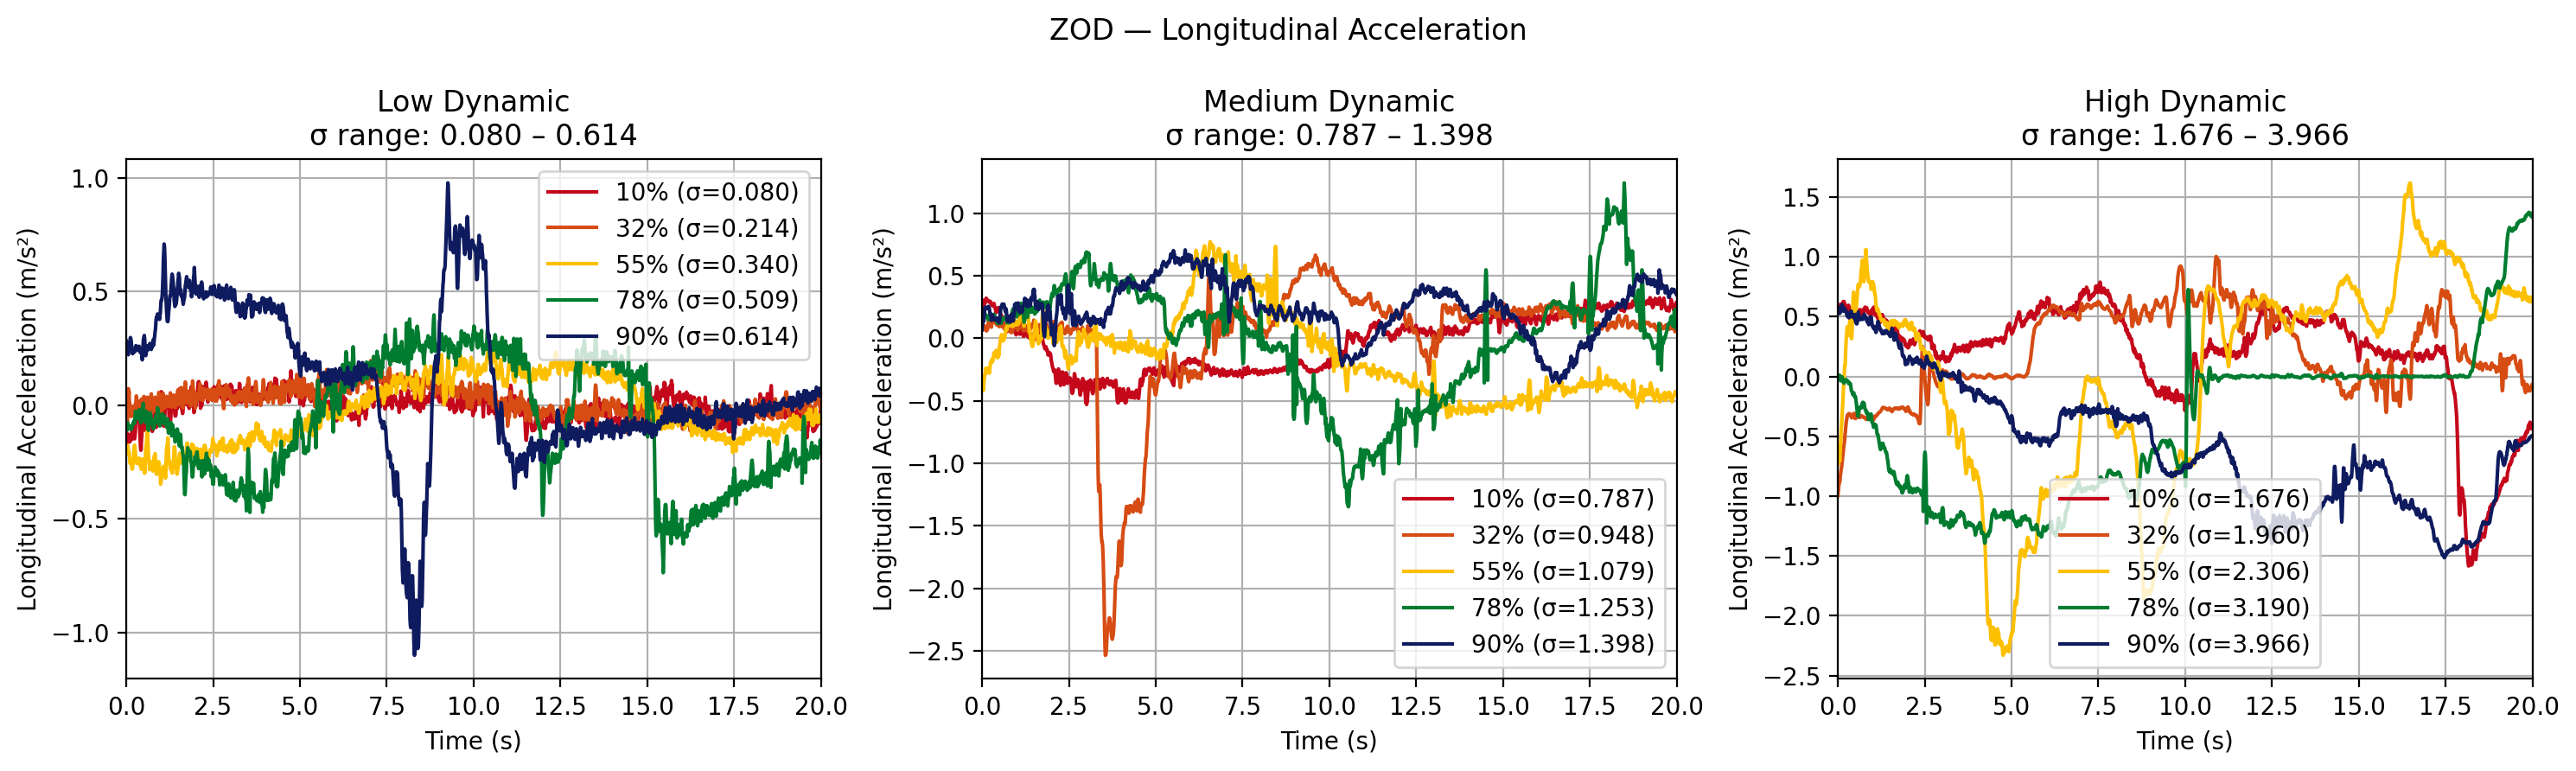 ZOD — Longitudinal Acceleration
Low Dynamic
σ range: 0.080 – 0.614
Longitudinal Acceleration (m/s²)
1.0
0.5
0.0
−0.5
−1.0
10% (σ=0.080)
32% (σ=0.214)
55% (σ=0.340)
78% (σ=0.509)
90% (σ=0.614)
0.0 2.5 5.0 7.5 10.0 12.5 15.0 17.5 20.0
Time (s)
Medium Dynamic
σ range: 0.787 – 1.398
Longitudinal Acceleration (m/s²)
1.0
0.5
0.0
−0.5
−1.0
−1.5
−2.0
−2.5
10% (σ=0.787)
32% (σ=0.948)
55% (σ=1.079)
78% (σ=1.253)
90% (σ=1.398)
0.0 2.5 5.0 7.5 10.0 12.5 15.0 17.5 20.0
Time (s)
High Dynamic
σ range: 1.676 – 3.966
Longitudinal Acceleration (m/s²)
1.5
1.0
0.5
0.0
−0.5
−1.0
−1.5
−2.0
−2.5
10% (σ=1.676)
32% (σ=1.960)
55% (σ=2.306)
78% (σ=3.190)
90% (σ=3.966)
0.0 2.5 5.0 7.5 10.0 12.5 15.0 17.5 20.0
Time (s)